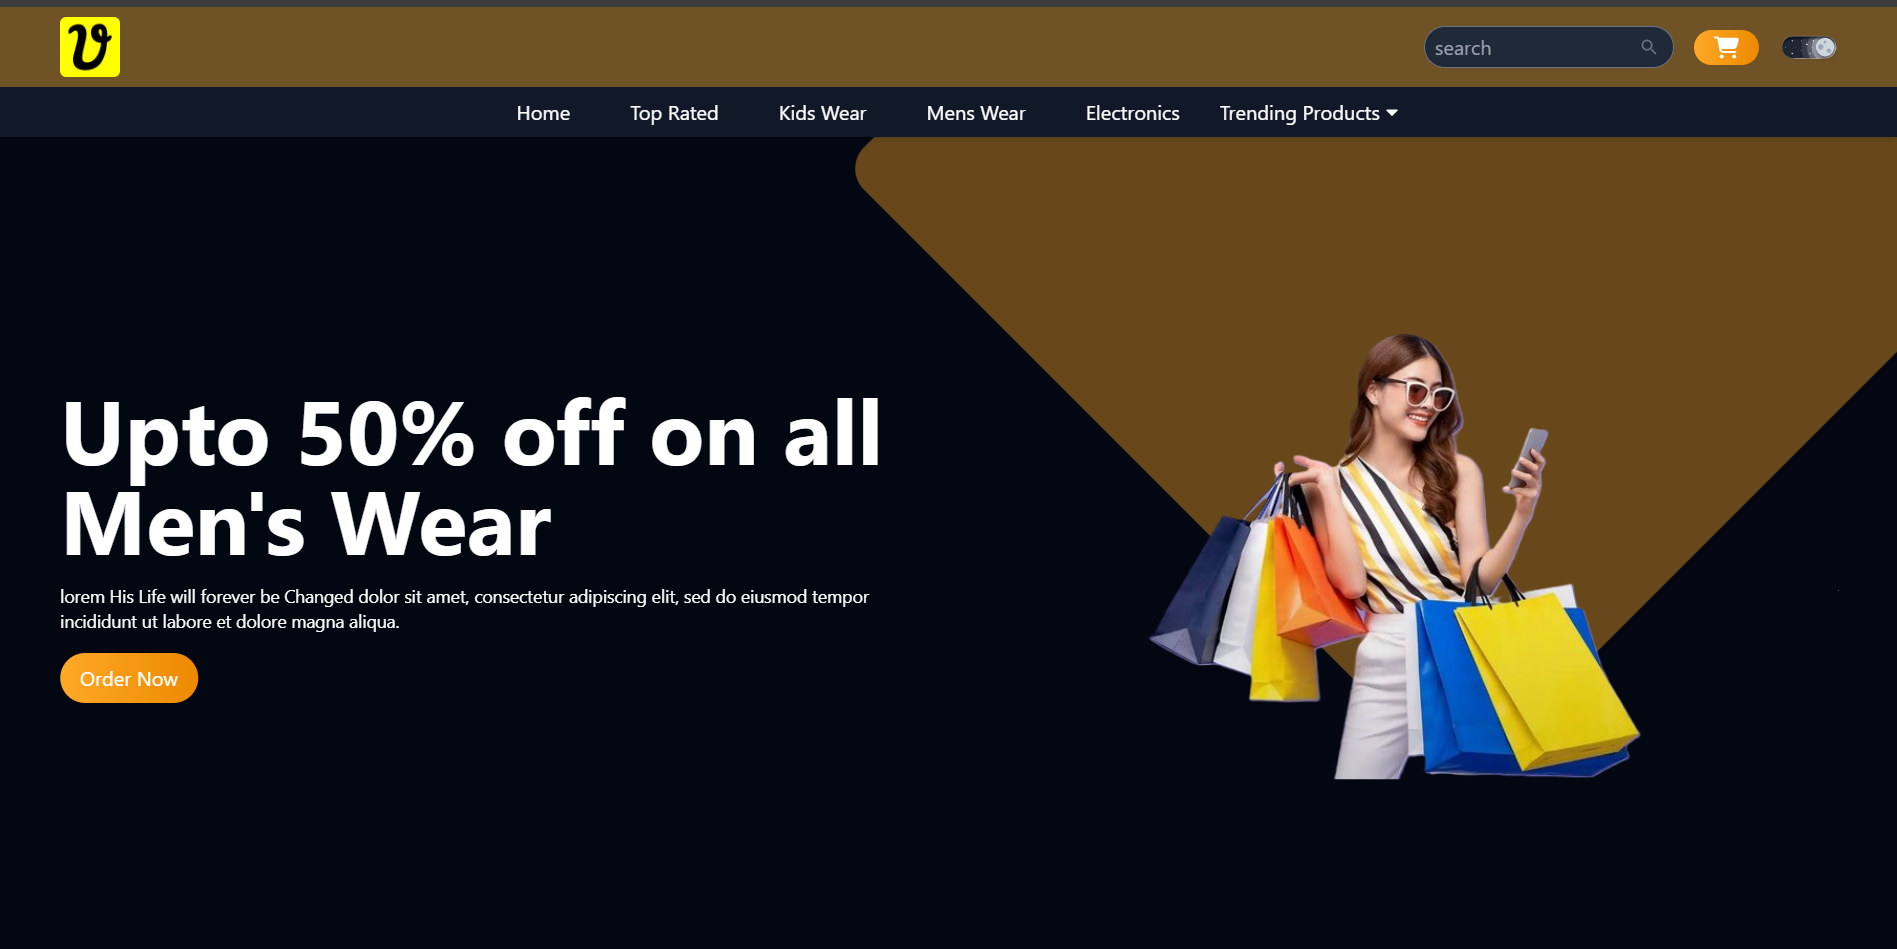 search
Home Top Rated Kids Wear Mens Wear Electronics Trending Products
Upto 50% off on all
Men's Wear
lorem His Life will forever be Changed dolor sit amet, consectetur adipiscing elit, sed do eiusmod tempor
incididunt ut labore et dolore magna aliqua.
Order Now